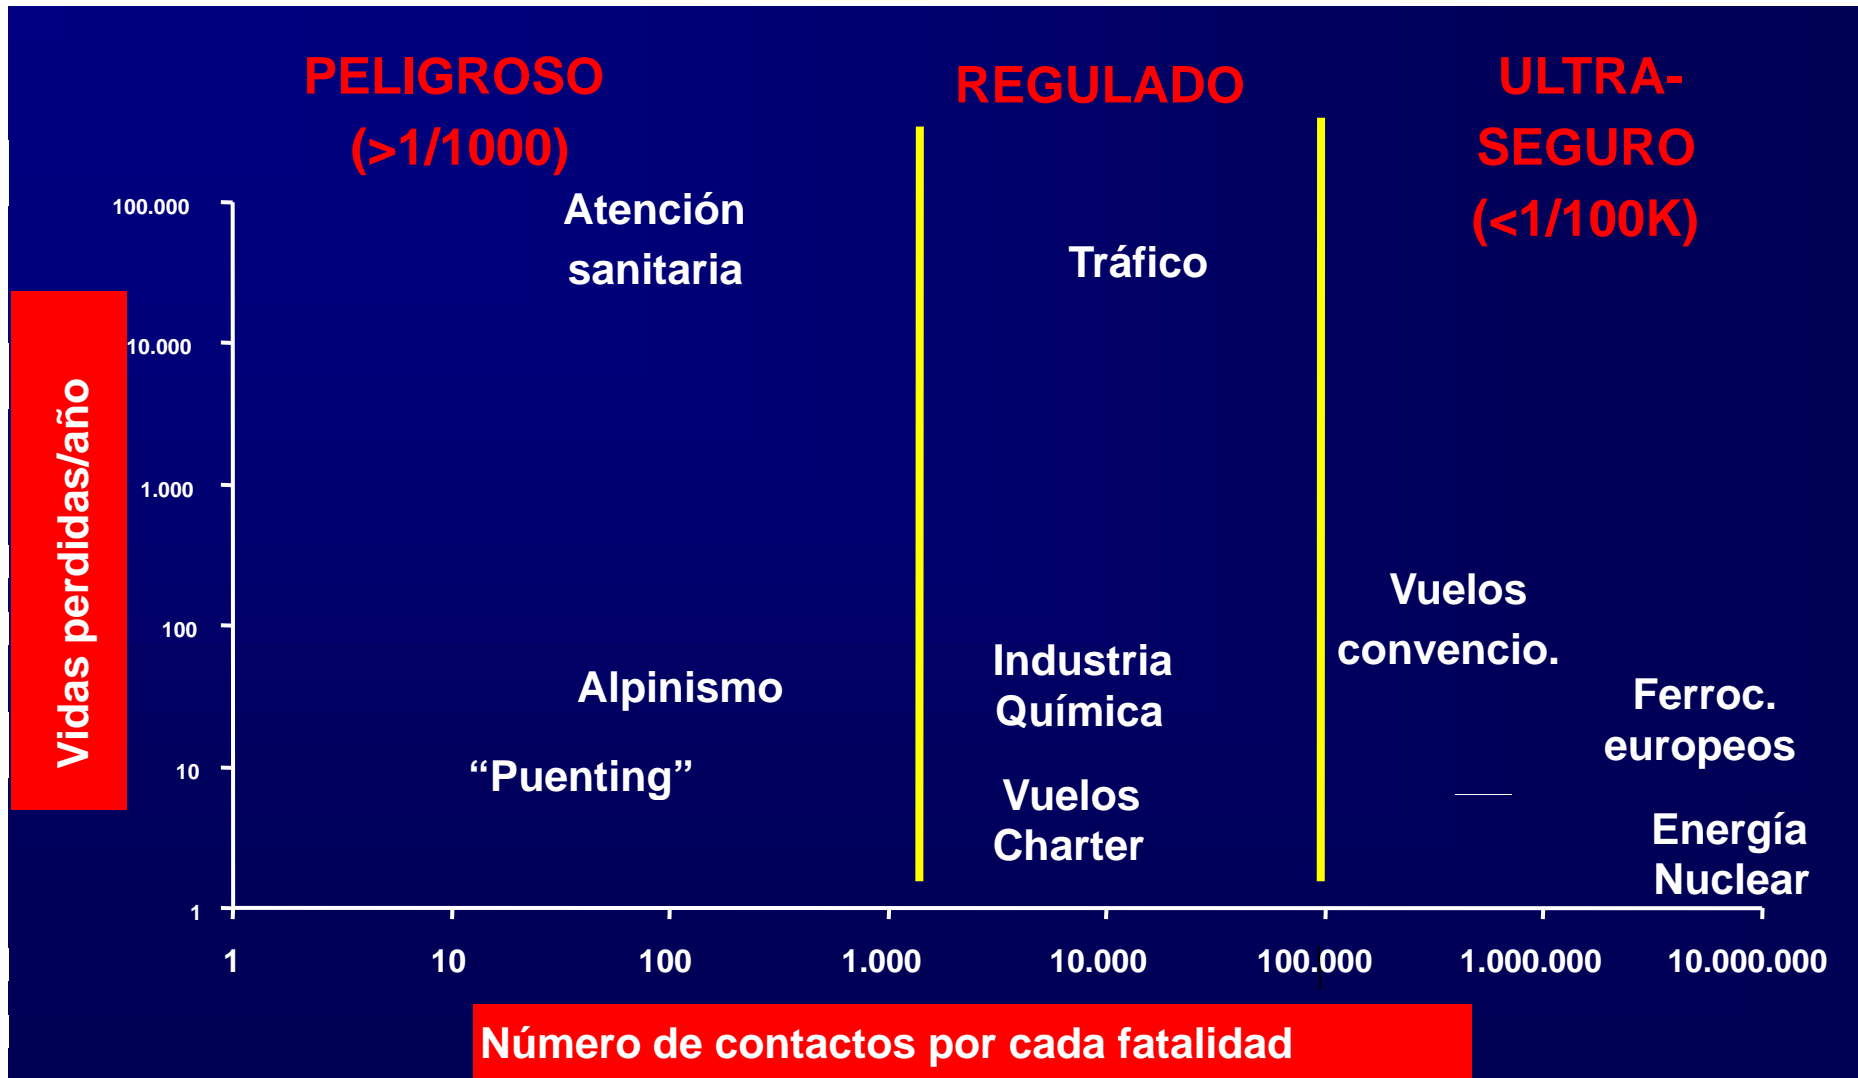 PELIGROSO
(>1/1000)
REGULADO
ULTRA-
SEGURO
(<1/100K)
100.000
10.000
1.000
100
10
1
Vidas perdidas/año
Atención
sanitaria
Tráfico
Vuelos
convencio.
Industria
Química
Alpinismo
Ferroc.
europeos
“Puenting”
Vuelos
Charter
Energía
Nuclear
1
10
100
1.000
10.000
100.000
1.000.000
10.000.000
Número de contactos por cada fatalidad